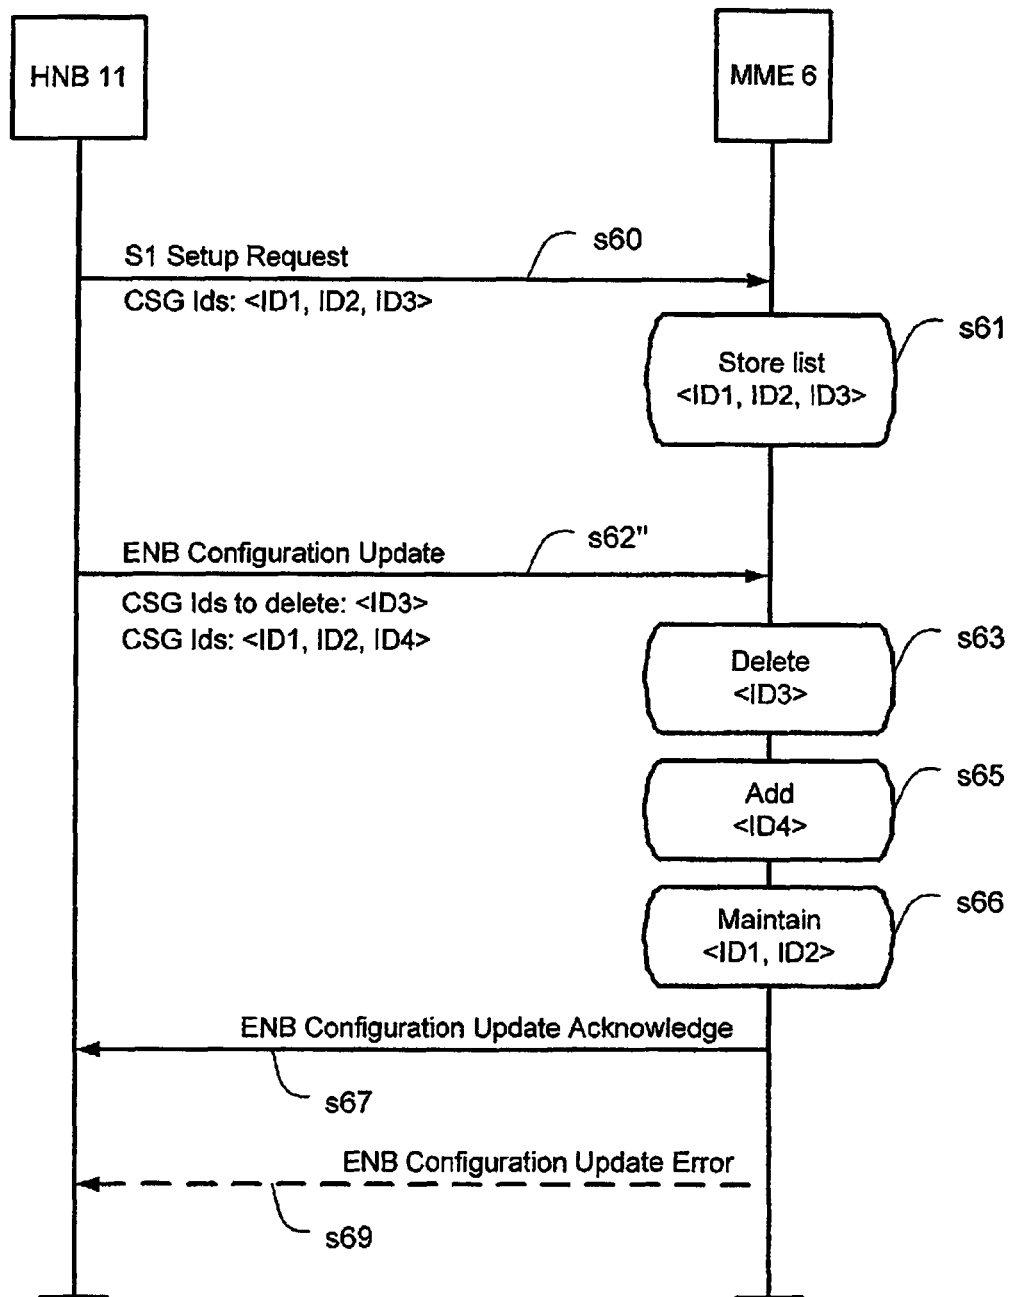 HNB 11
MME 6
s60
S1 Setup Request
CSG Ids: <ID1, ID2, ID3>
s61
Store list
<ID1, ID2, ID3>
s62"
ENB Configuration Update
CSG Ids to delete: <ID3>
CSG Ids: <ID1, ID2, ID4>
s63
Delete
<ID3>
s65
Add
<ID4>
s66
Maintain
<ID1, ID2>
ENB Configuration Update Acknowledge
s67
ENB Configuration Update Error
s69